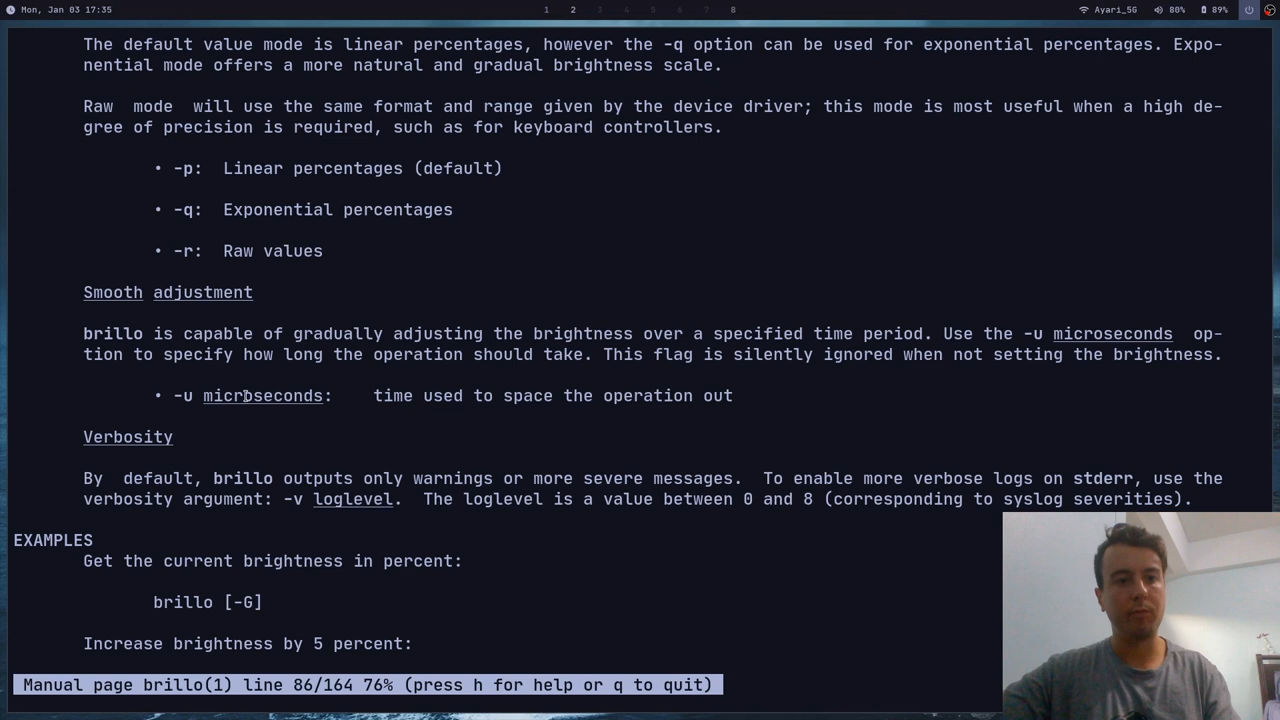 Mon, Jan 03 17:35 1 2 3 4 5 6 7 8 Ayari_5G 80% 89%
The default value mode is linear percentages, however the -q option can be used for exponential percentages. Expo-
nential mode offers a more natural and gradual brightness scale.
Raw mode will use the same format and range given by the device driver; this mode is most useful when a high de-
gree of precision is required, such as for keyboard controllers.
• -p: Linear percentages (default)
• -q: Exponential percentages
• -r: Raw values
Smooth adjustment
brillo is capable of gradually adjusting the brightness over a specified time period. Use the -u microseconds op-
tion to specify how long the operation should take. This flag is silently ignored when not setting the brightness.
• -u microseconds: time used to space the operation out
Verbosity
By default, brillo outputs only warnings or more severe messages. To enable more verbose logs on stderr, use the
verbosity argument: -v loglevel. The loglevel is a value between 0 and 8 (corresponding to syslog severities).
EXAMPLES
Get the current brightness in percent:
brillo [-G]
Increase brightness by 5 percent:
Manual page brillo(1) line 86/164 76% (press h for help or q to quit)